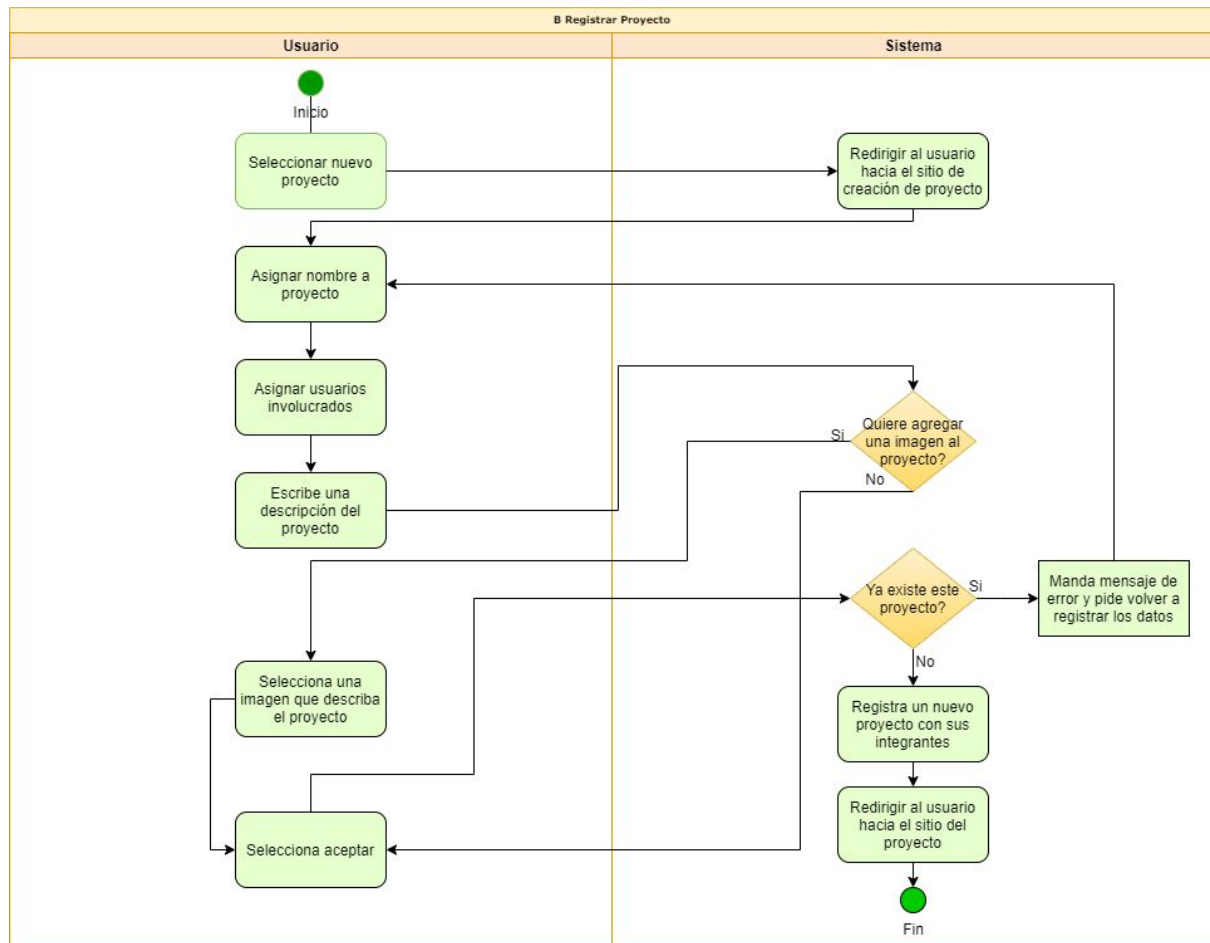 B Registrar Proyecto
Usuario
Sistema
Inicio
Seleccionar nuevo
proyecto
Redirigir al usuario
hacia el sitio de
creación de proyecto
Asignar nombre a
proyecto
Asignar usuarios
involucrados
Escribe una
descripción del
proyecto
Quiere agregar
una imagen al
proyecto?
Si
No
Ya existe este
proyecto?
Si
Manda mensaje de
error y pide volver a
registrar los datos
No
Selecciona una
imagen que describa
el proyecto
Registra un nuevo
proyecto con sus
integrantes
Selecciona aceptar
Redirigir al usuario
hacia el sitio del
proyecto
Fin